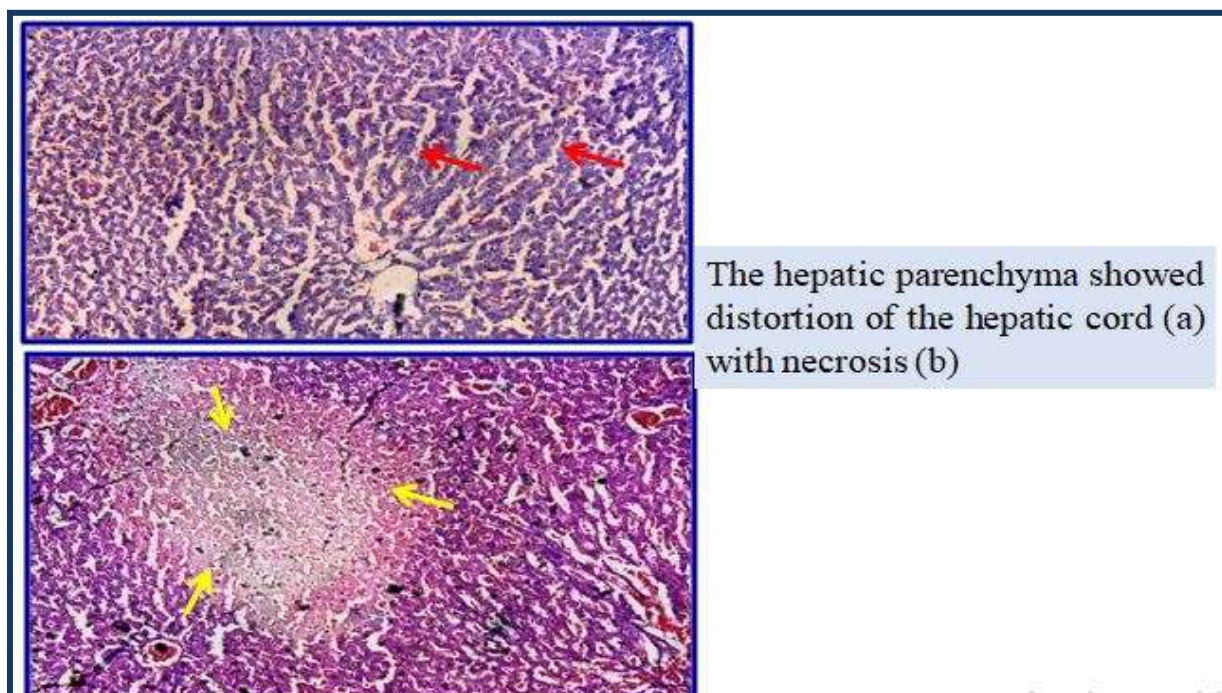 The hepatic parenchyma showed
distortion of the hepatic cord (a)
with necrosis (b)